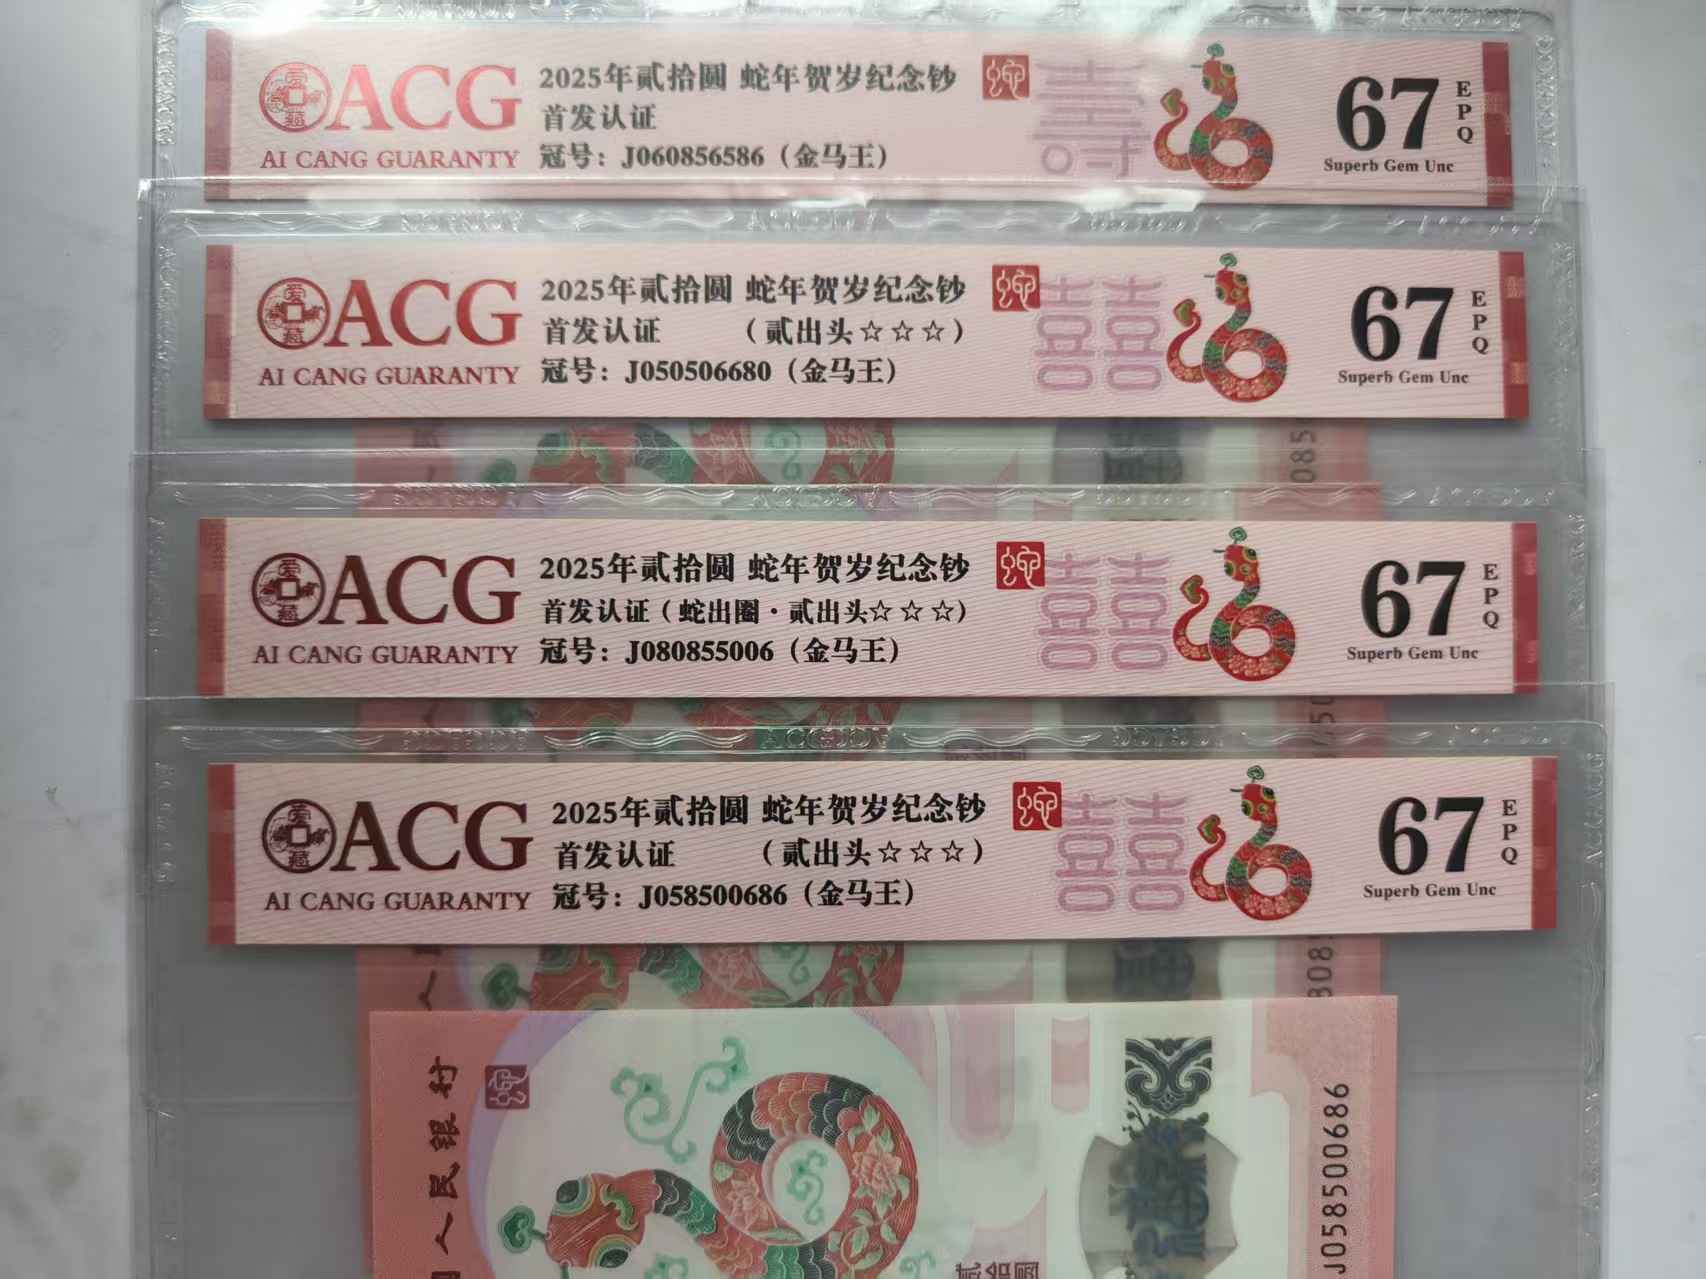 ACG
AI CANG GUARANTY
2025年贰拾圆 蛇年贺岁纪念钞
首发认证
冠号：J060856586（金马王）
67
EPQ
Superb Gem Unc
ACG
AI CANG GUARANTY
2025年贰拾圆 蛇年贺岁纪念钞
首发认证 （贰出头☆☆☆）
冠号：J050506680（金马王）
67
EPQ
Superb Gem Unc
085
ACG
AI CANG GUARANTY
2025年贰拾圆 蛇年贺岁纪念钞
首发认证（蛇出圈·贰出头☆☆☆）
冠号：J080855006（金马王）
67
EPQ
Superb Gem Unc
ACG
AI CANG GUARANTY
2025年贰拾圆 蛇年贺岁纪念钞
首发认证 （贰出头☆☆☆）
冠号：J058500686（金马王）
67
EPQ
Superb Gem Unc
人民银行
贰拾圆
J058500686